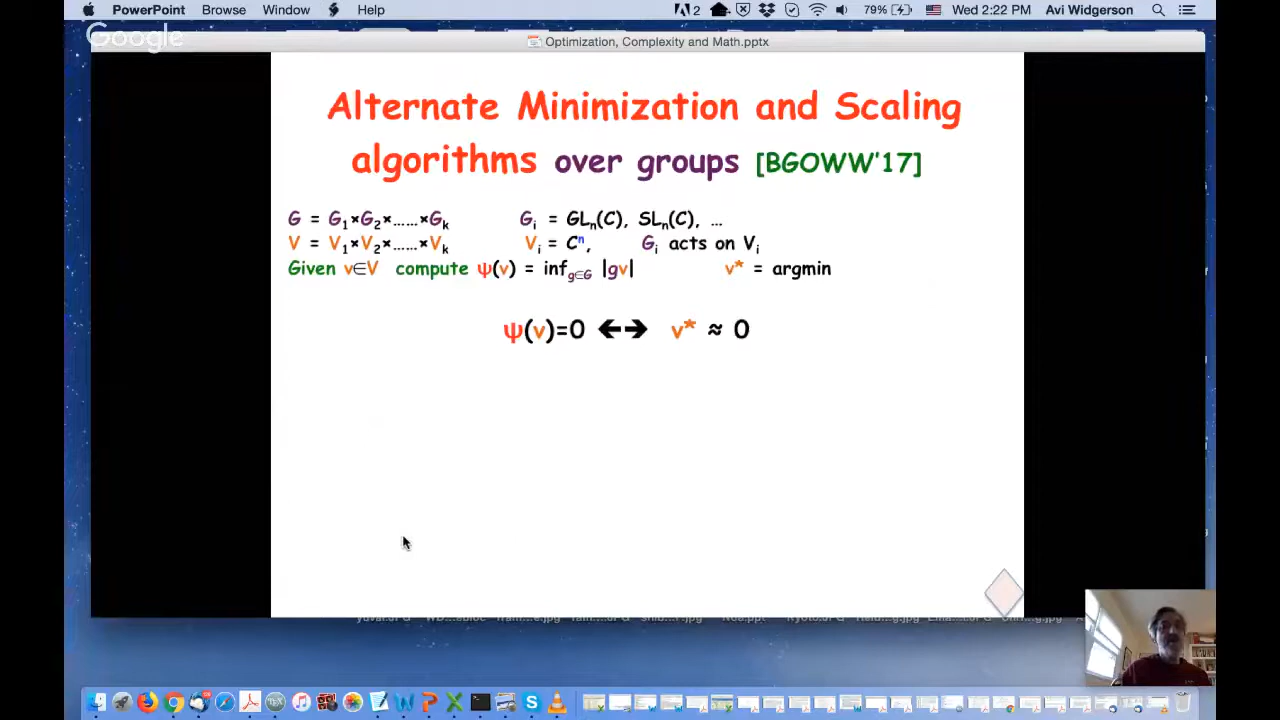 PowerPoint Browse Window Help 2 79% Wed 2:22 PM Avi Widgerson
Google
Optimization, Complexity and Math.pptx
Alternate Minimization and Scaling
algorithms over groups [BGOWW'17]
G = G₁×G₂×……×Gₖ Gᵢ = GLₙ(C), SLₙ(C), …
V = V₁×V₂×……×Vₖ Vᵢ = Cⁿ, Gᵢ acts on Vᵢ
Given v∈V compute ψ(v) = inf g∈G |gv| v* = argmin
ψ(v)=0 ↔ v* ≈ 0